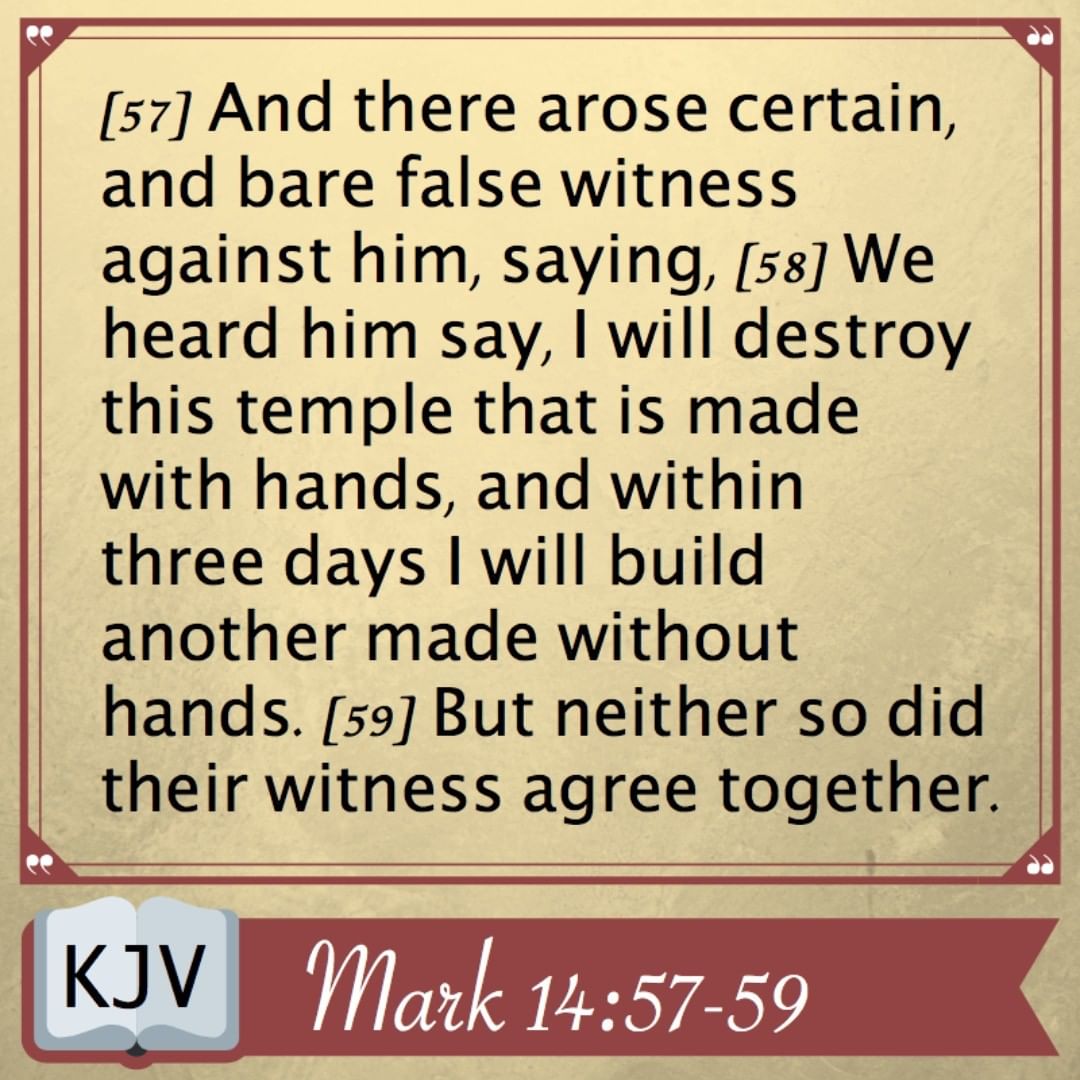 [57] And there arose certain,
and bare false witness
against him, saying, [58] We
heard him say, I will destroy
this temple that is made
with hands, and within
three days I will build
another made without
hands. [59] But neither so did
their witness agree together.
KJV
Mark 14:57-59